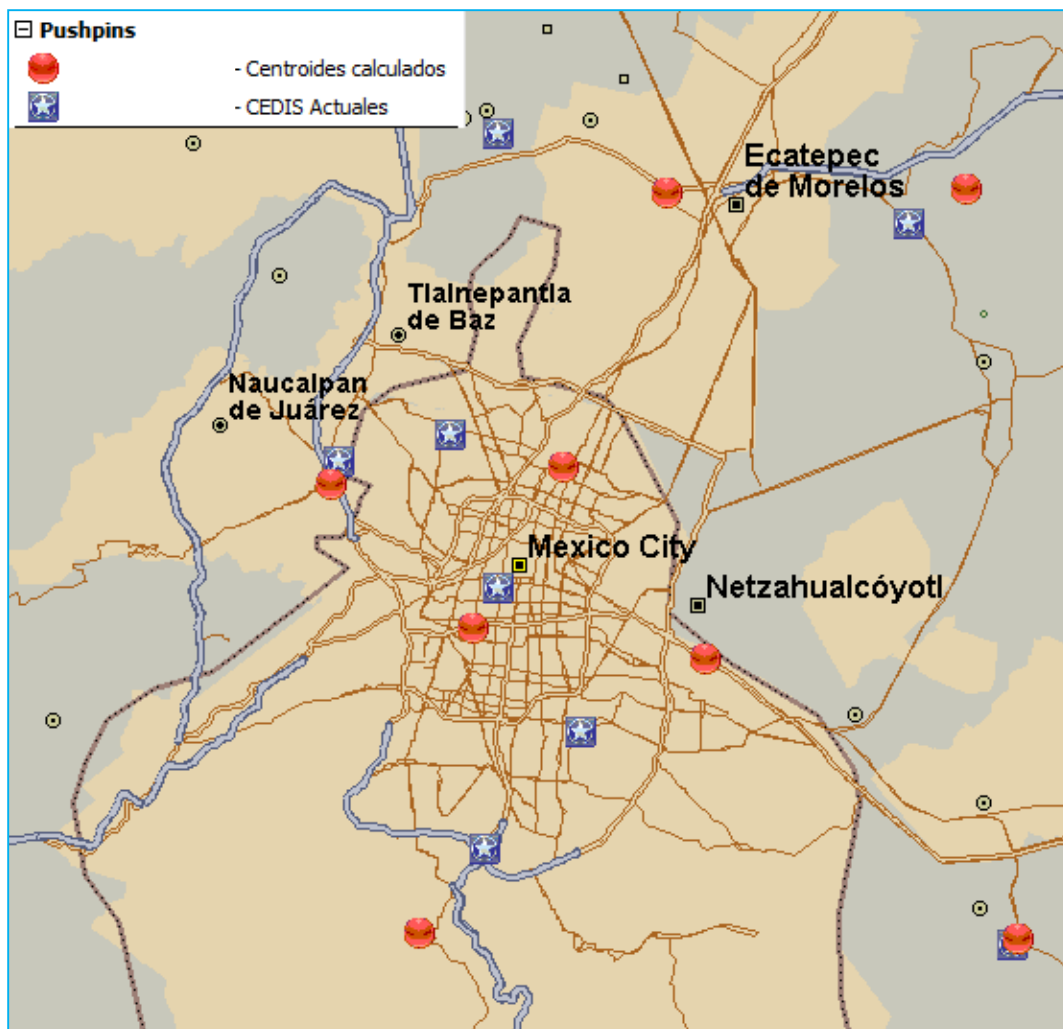 Pushpins
- Centroides calculados
- CEDIS Actuales
Ecatepec
de Morelos
Tlalnepantla
de Baz
Naucalpan
de Juárez
Mexico City
Netzahualcóyotl